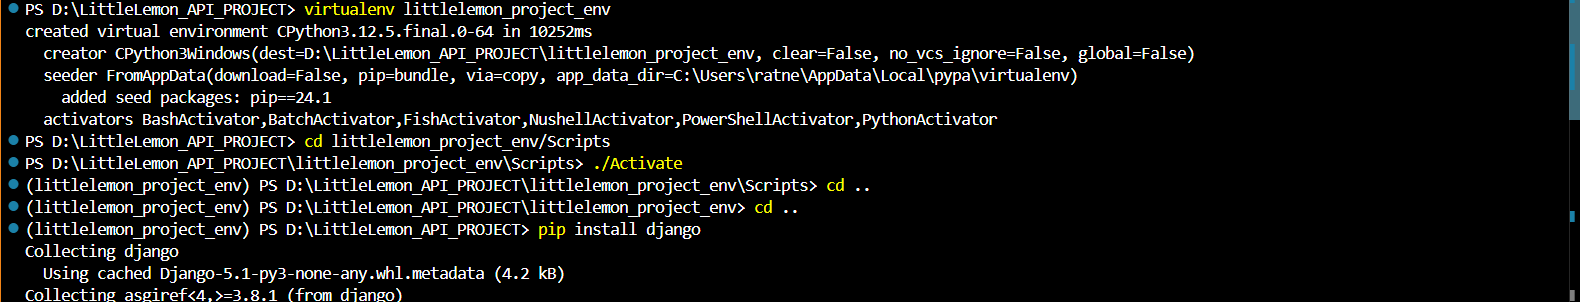 PS D:\LittleLemon_API_PROJECT> virtualenv littlelemon_project_env
created virtual environment CPython3.12.5.final.0-64 in 10252ms
  creator CPython3Windows(dest=D:\LittleLemon_API_PROJECT\littlelemon_project_env, clear=False, no_vcs_ignore=False, global=False)
  seeder FromAppData(download=False, pip=bundle, via=copy, app_data_dir=C:\Users\ratne\AppData\Local\pypa\virtualenv)
    added seed packages: pip==24.1
  activators BashActivator,BatchActivator,FishActivator,NushellActivator,PowerShellActivator,PythonActivator
PS D:\LittleLemon_API_PROJECT> cd littlelemon_project_env/Scripts
PS D:\LittleLemon_API_PROJECT\littlelemon_project_env\Scripts> ./Activate
(littlelemon_project_env) PS D:\LittleLemon_API_PROJECT\littlelemon_project_env\Scripts> cd ..
(littlelemon_project_env) PS D:\LittleLemon_API_PROJECT\littlelemon_project_env> cd ..
(littlelemon_project_env) PS D:\LittleLemon_API_PROJECT> pip install django
Collecting django
  Using cached Django-5.1-py3-none-any.whl.metadata (4.2 kB)
Collecting asgiref<4,>=3.8.1 (from django)